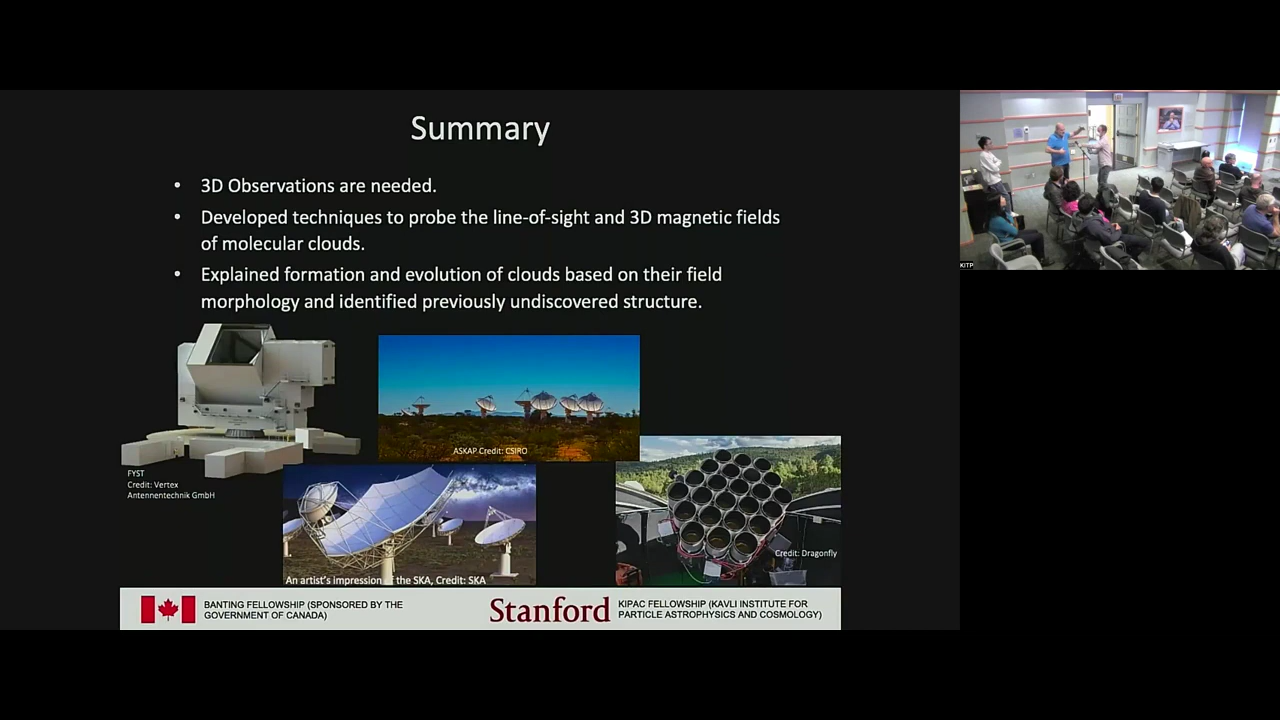 Summary
• 3D Observations are needed.
• Developed techniques to probe the line-of-sight and 3D magnetic fields
of molecular clouds.
• Explained formation and evolution of clouds based on their field
morphology and identified previously undiscovered structure.
FYST
Credit: Vertex
Antennentechnik GmbH
ASKAP Credit: CSIRO
An artist's impression of the SKA, Credit: SKA
Credit: Dragonfly
BANTING FELLOWSHIP (SPONSORED BY THE
GOVERNMENT OF CANADA)
Stanford
KIPAC FELLOWSHIP (KAVLI INSTITUTE FOR
PARTICLE ASTROPHYSICS AND COSMOLOGY)
KITP